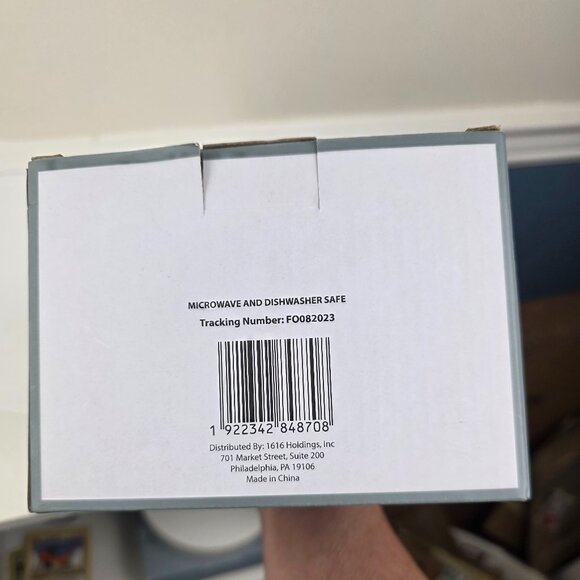 MICROWAVE AND DISHWASHER SAFE
Tracking Number: FO082023
1 922342 848708
Distributed By: 1616 Holdings, Inc
701 Market Street, Suite 200
Philadelphia, PA 19106
Made in China